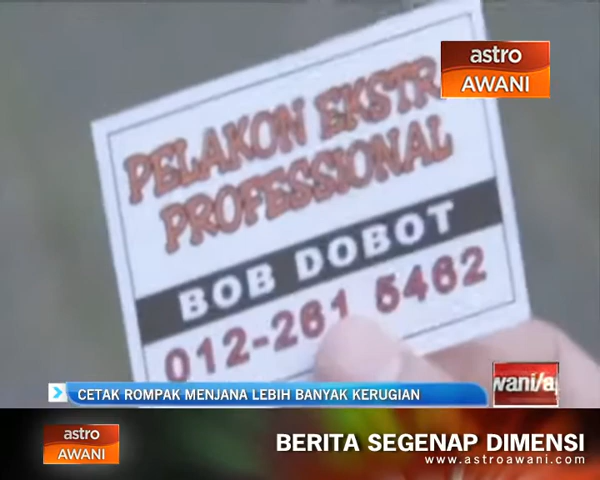 astro
AWANI
PELAKON EKSTR
PROFESSIONAL
BOB DOBOT
012-261 5462
CETAK ROMPAK MENJANA LEBIH BANYAK KERUGIAN
wani/a
astro
AWANI
BERITA SEGENAP DIMENSI
www.astroawani.com